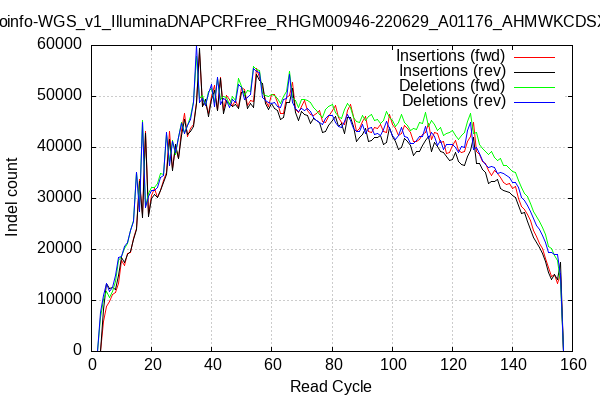 oinfo-WGS_v1_IlluminaDNAPCRFree_RHGM00946-220629_A01176_AHMWKCDSX
Insertions (fwd)
Insertions (rev)
Deletions (fwd)
Deletions (rev)
Indel count
60000
50000
40000
30000
20000
10000
0
0 20 40 60 80 100 120 140 160
Read Cycle